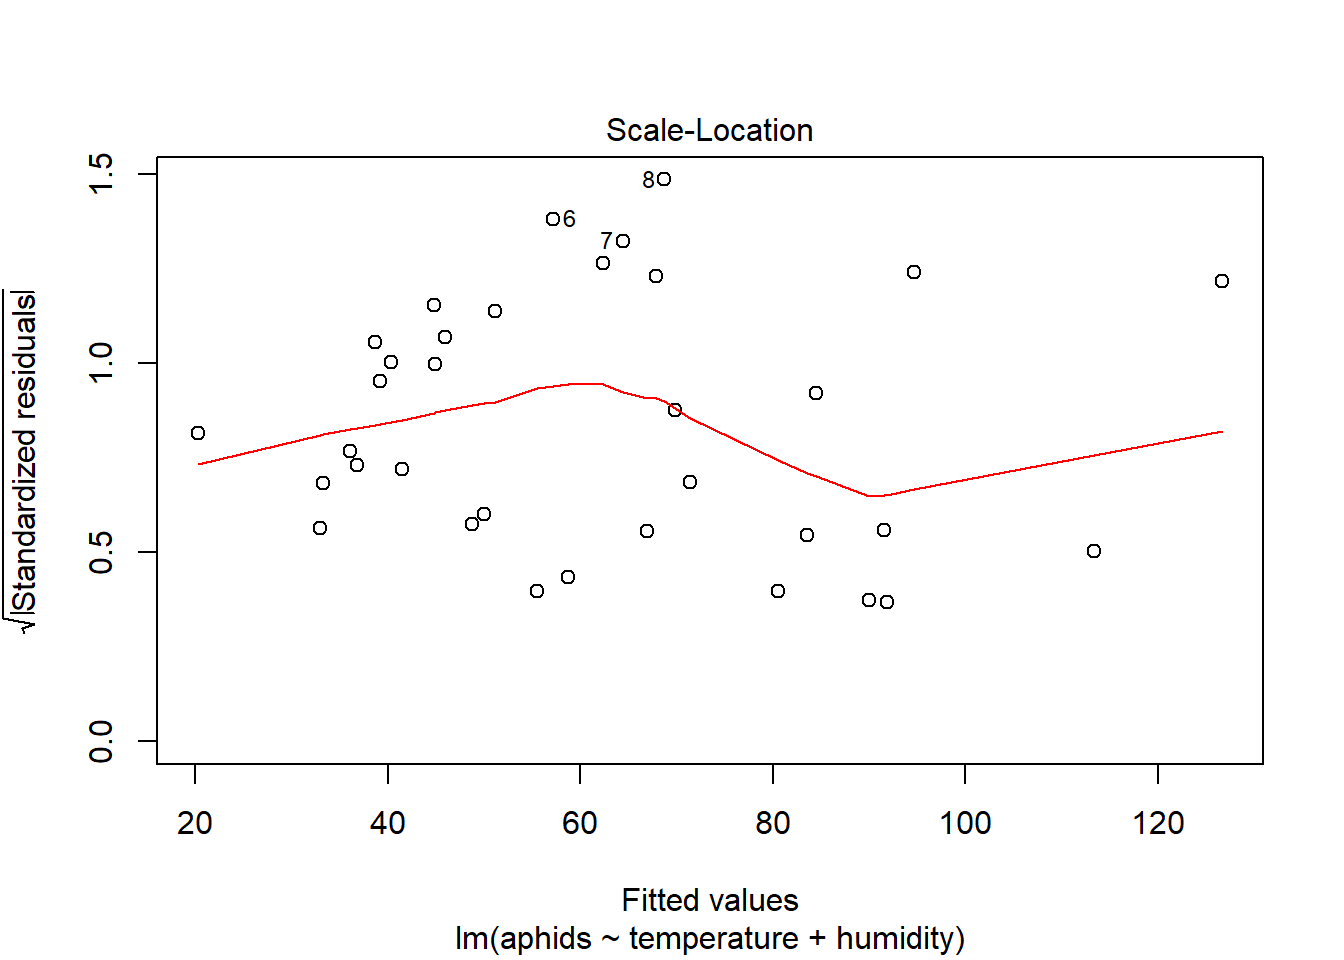 Scale-Location
√|Standardized residuals|
1.5
1.0
0.5
0.0
8
6
7
20 40 60 80 100 120
Fitted values
lm(aphids ~ temperature + humidity)